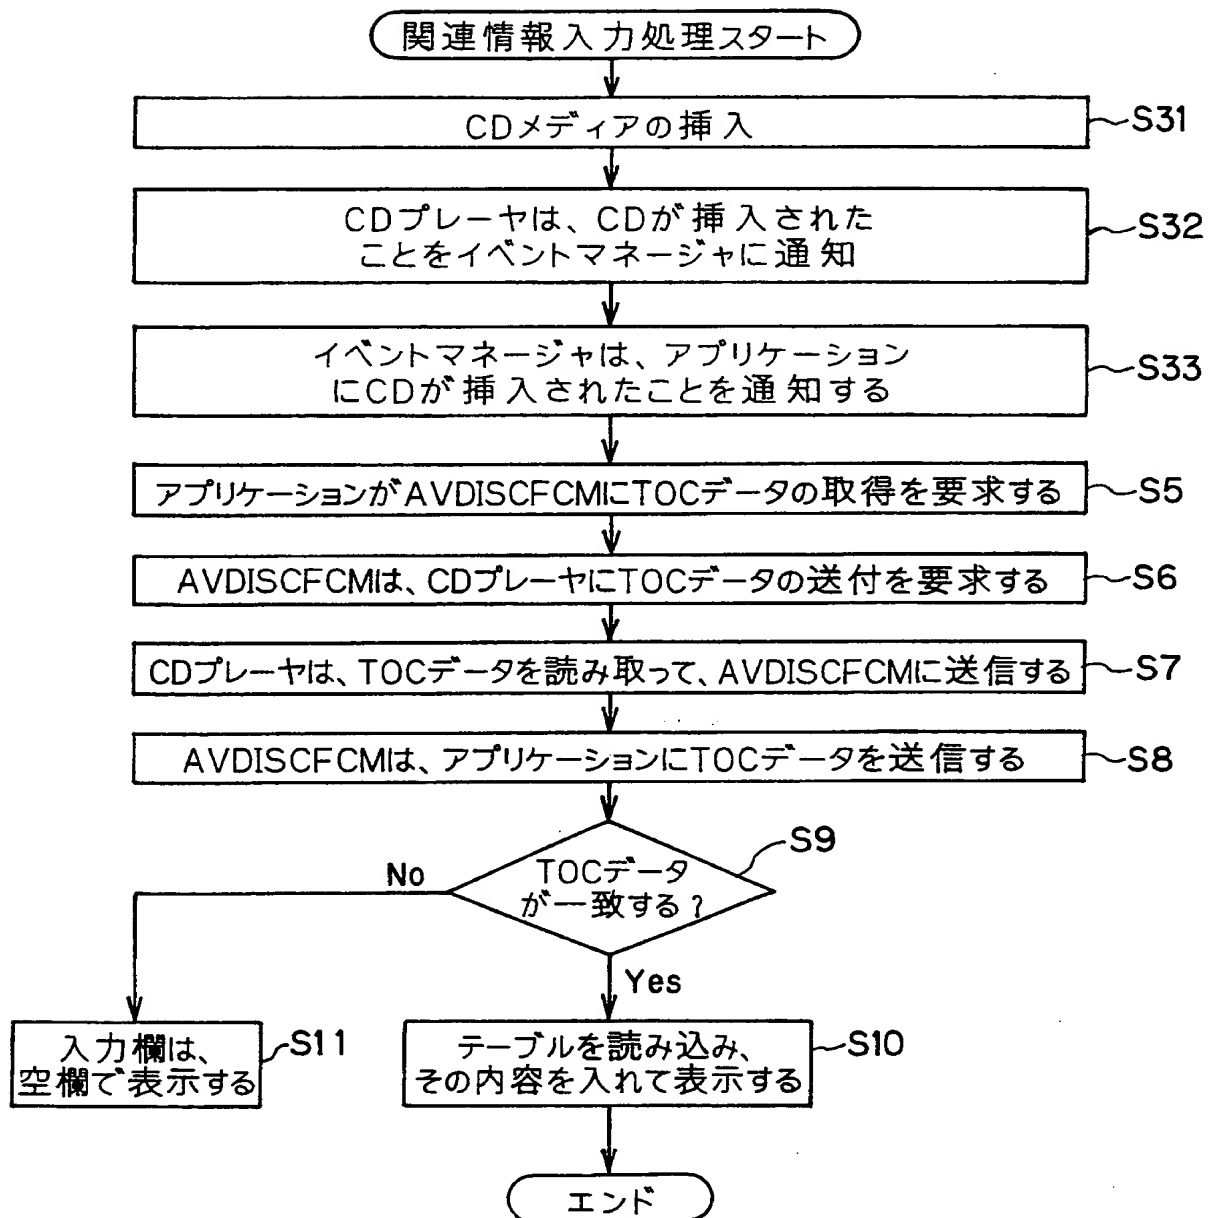 関連情報入力処理スタート
CDメディアの挿入
S31
CDプレーヤは、CDが挿入された
ことをイベントマネージャに通知
S32
イベントマネージャは、アプリケーション
にCDが挿入されたことを通知する
S33
アプリケーションがAVDISCFCMにTOCデータの取得を要求する
S5
AVDISCFCMは、CDプレーヤにTOCデータの送付を要求する
S6
CDプレーヤは、TOCデータを読み取って、AVDISCFCMに送信する
S7
AVDISCFCMは、アプリケーションにTOCデータを送信する
S8
TOCデータ
が一致する?
S9
No
Yes
入力欄は、
空欄で表示する
S11
テーブルを読み込み、
その内容を入れて表示する
S10
エンド